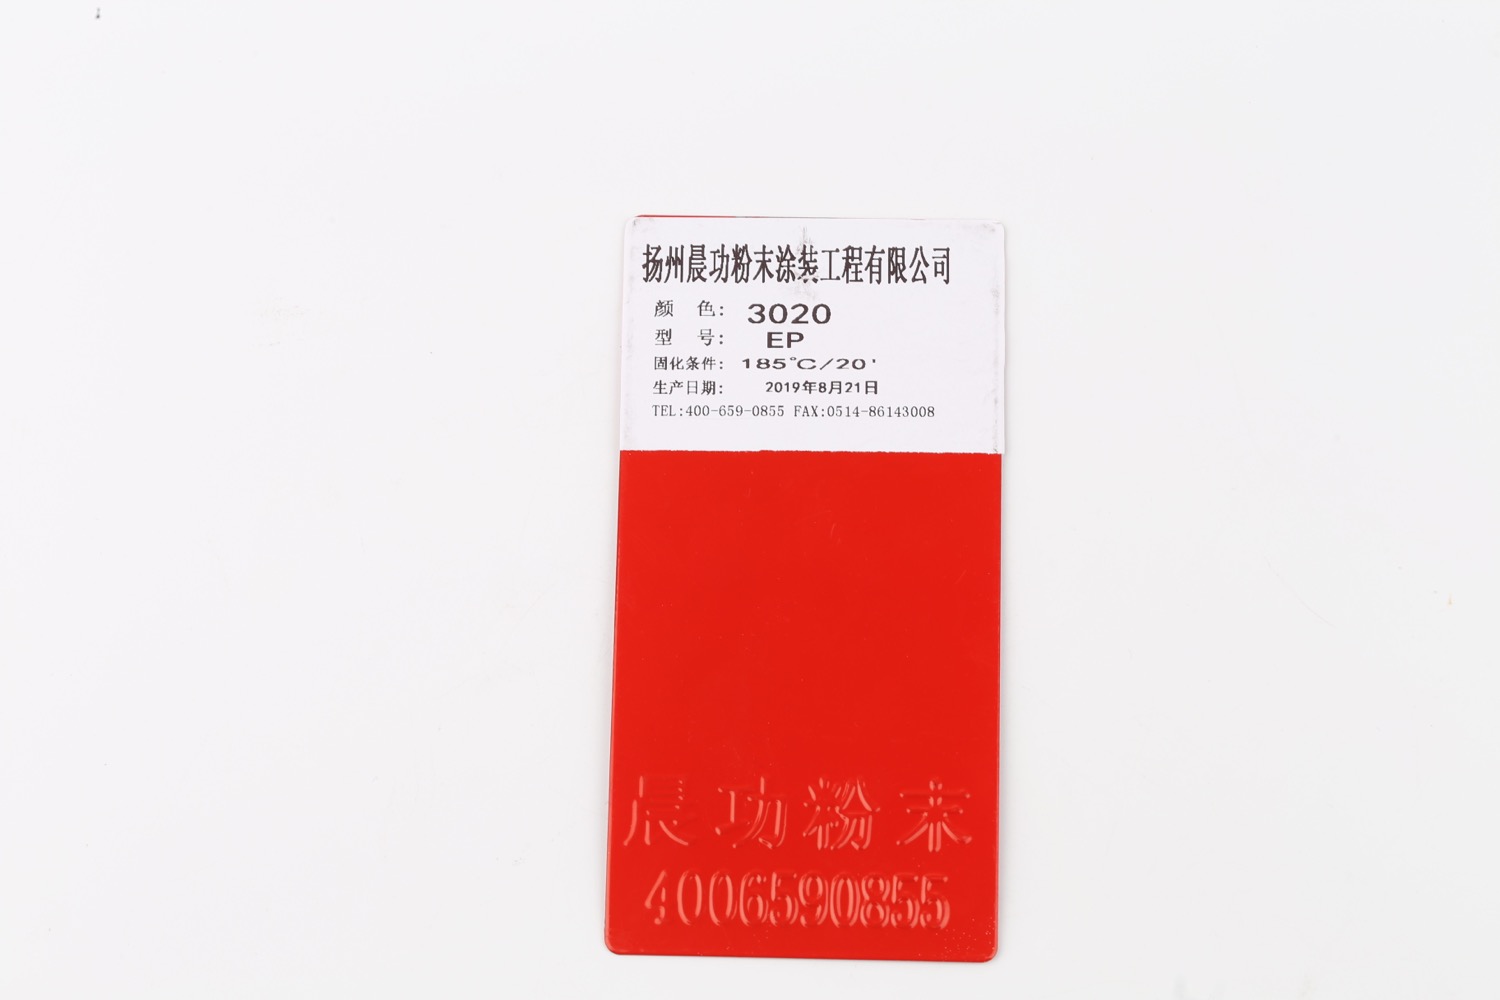 扬州晨功粉末涂装工程有限公司
颜 色: 3020
型 号: EP
固化条件: 185℃/20'
生产日期: 2019年8月21日
TEL:400-659-0855 FAX:0514-86143008
晨功粉末
4006590855